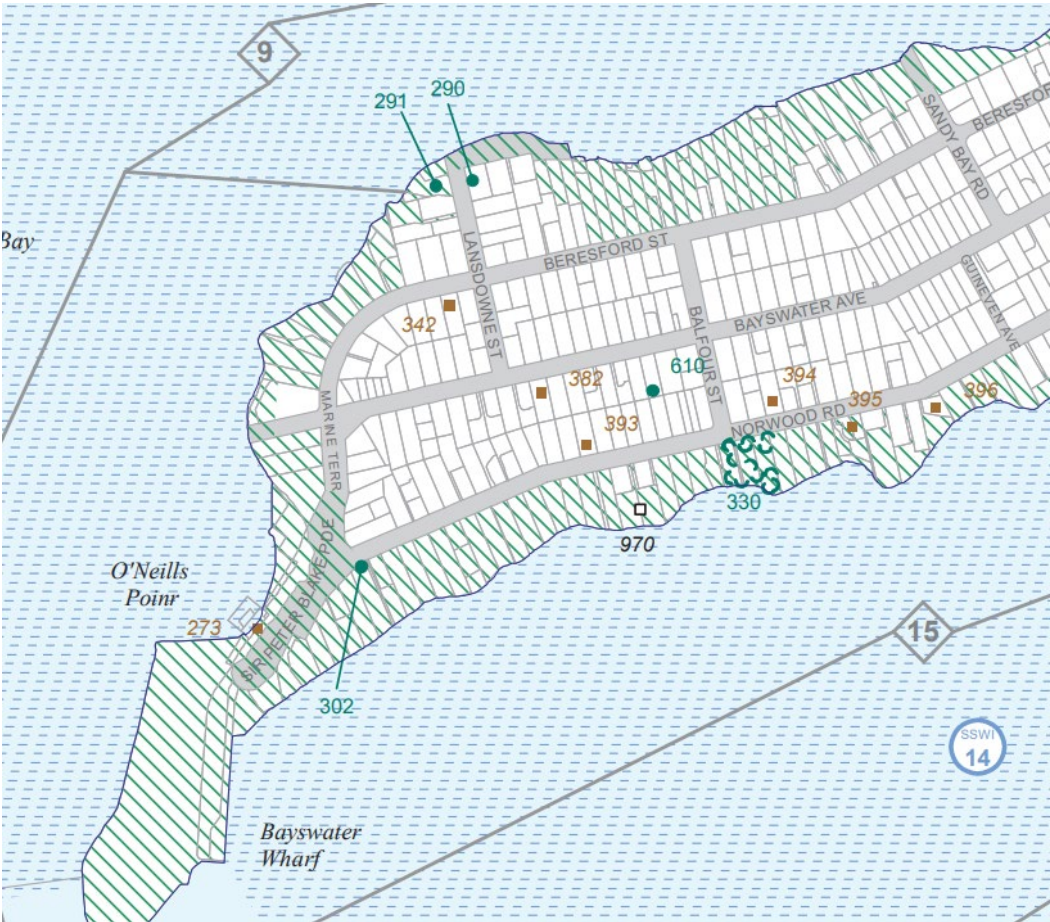 9
291
290
Bay
SANDY BAY RD
BERESFOR
LANSDOWNE ST
BERESFORD ST
342
GUINEVEN AVE
BAYSWATER AVE
BALFOUR ST
610
382
394
395
396
393
NORWOOD RD
MARINE TERR
330
970
O'Neills
Poinr
SIR PETER BLAKE PDE
273
302
15
SSWI
14
Bayswater
Wharf